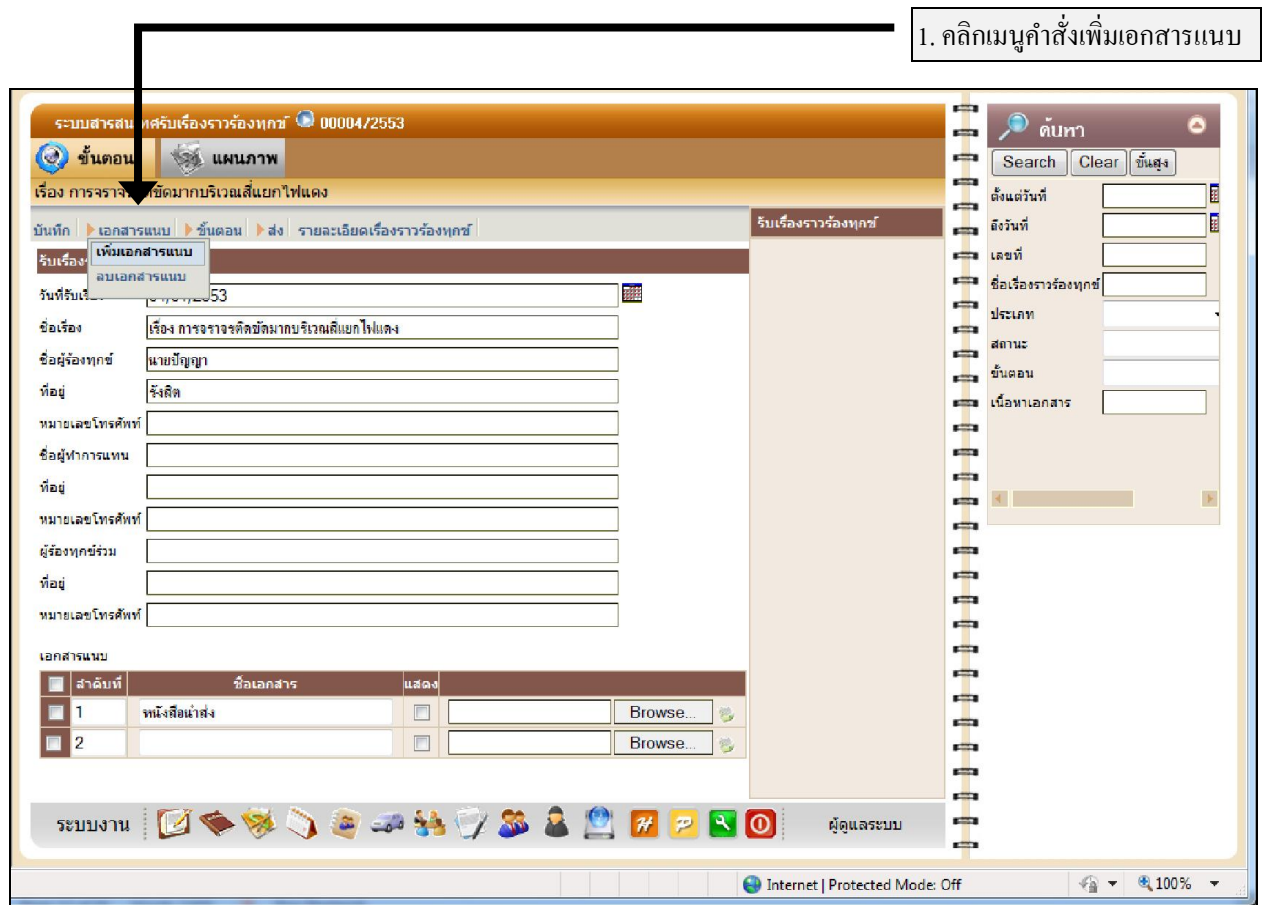 1. คลิกเมนูคำสั่งเพิ่มเอกสารแนบ
ระบบสารสน ทศรับเรื่องราวร้องทุกข์ 00004/2553
ขั้นตอน แผนภาพ
เรื่อง การจราจ ขัดมากบริเวณสี่แยกไฟแดง
บันทึก เอกสารแนบ ขั้นตอน ส่ง รายละเอียดเรื่องราวร้องทุกข์
เพิ่มเอกสารแนบ
ลบเอกสารแนบ
รับเรื่อง
วันที่รับเรื่อง 2553
ชื่อเรื่อง เรื่อง การจราจรติดขัดมากบริเวณสี่แยกไฟแดง
ชื่อผู้ร้องทุกข์ นายปัญญา
ที่อยู่ รังสิต
หมายเลขโทรศัพท์
ชื่อผู้ทำการแทน
ที่อยู่
หมายเลขโทรศัพท์
ผู้ร้องทุกข์ร่วม
ที่อยู่
หมายเลขโทรศัพท์
เอกสารแนบ
ลำดับที่ ชื่อเอกสาร แสดง
1 หนังสือนำส่ง Browse...
2 Browse...
รับเรื่องราวร้องทุกข์
ค้นหา
Search Clear ขั้นสูง
ตั้งแต่วันที่
ถึงวันที่
เลขที่
ชื่อเรื่องราวร้องทุกข์
ประเภท
สถานะ
ขั้นตอน
เนื้อหาเอกสาร
ระบบงาน ผู้ดูแลระบบ
Internet | Protected Mode: Off 100%